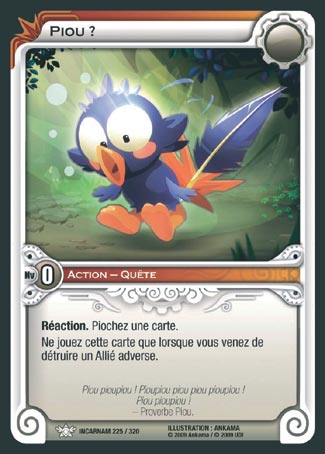 Piou ?
Nv 0 Action – Quête
Réaction. Piochez une carte.
Ne jouez cette carte que lorsque vous venez de
détruire un Allié adverse.
Piou pioupiou ! Ploupiou piou piou pioupiou !
Piou pioupiou !
– Proverbe Piou.
INCARNAM 225 / 320
ILLUSTRATION : ANKAMA
© 2009 Ankama / © 2009 UDI